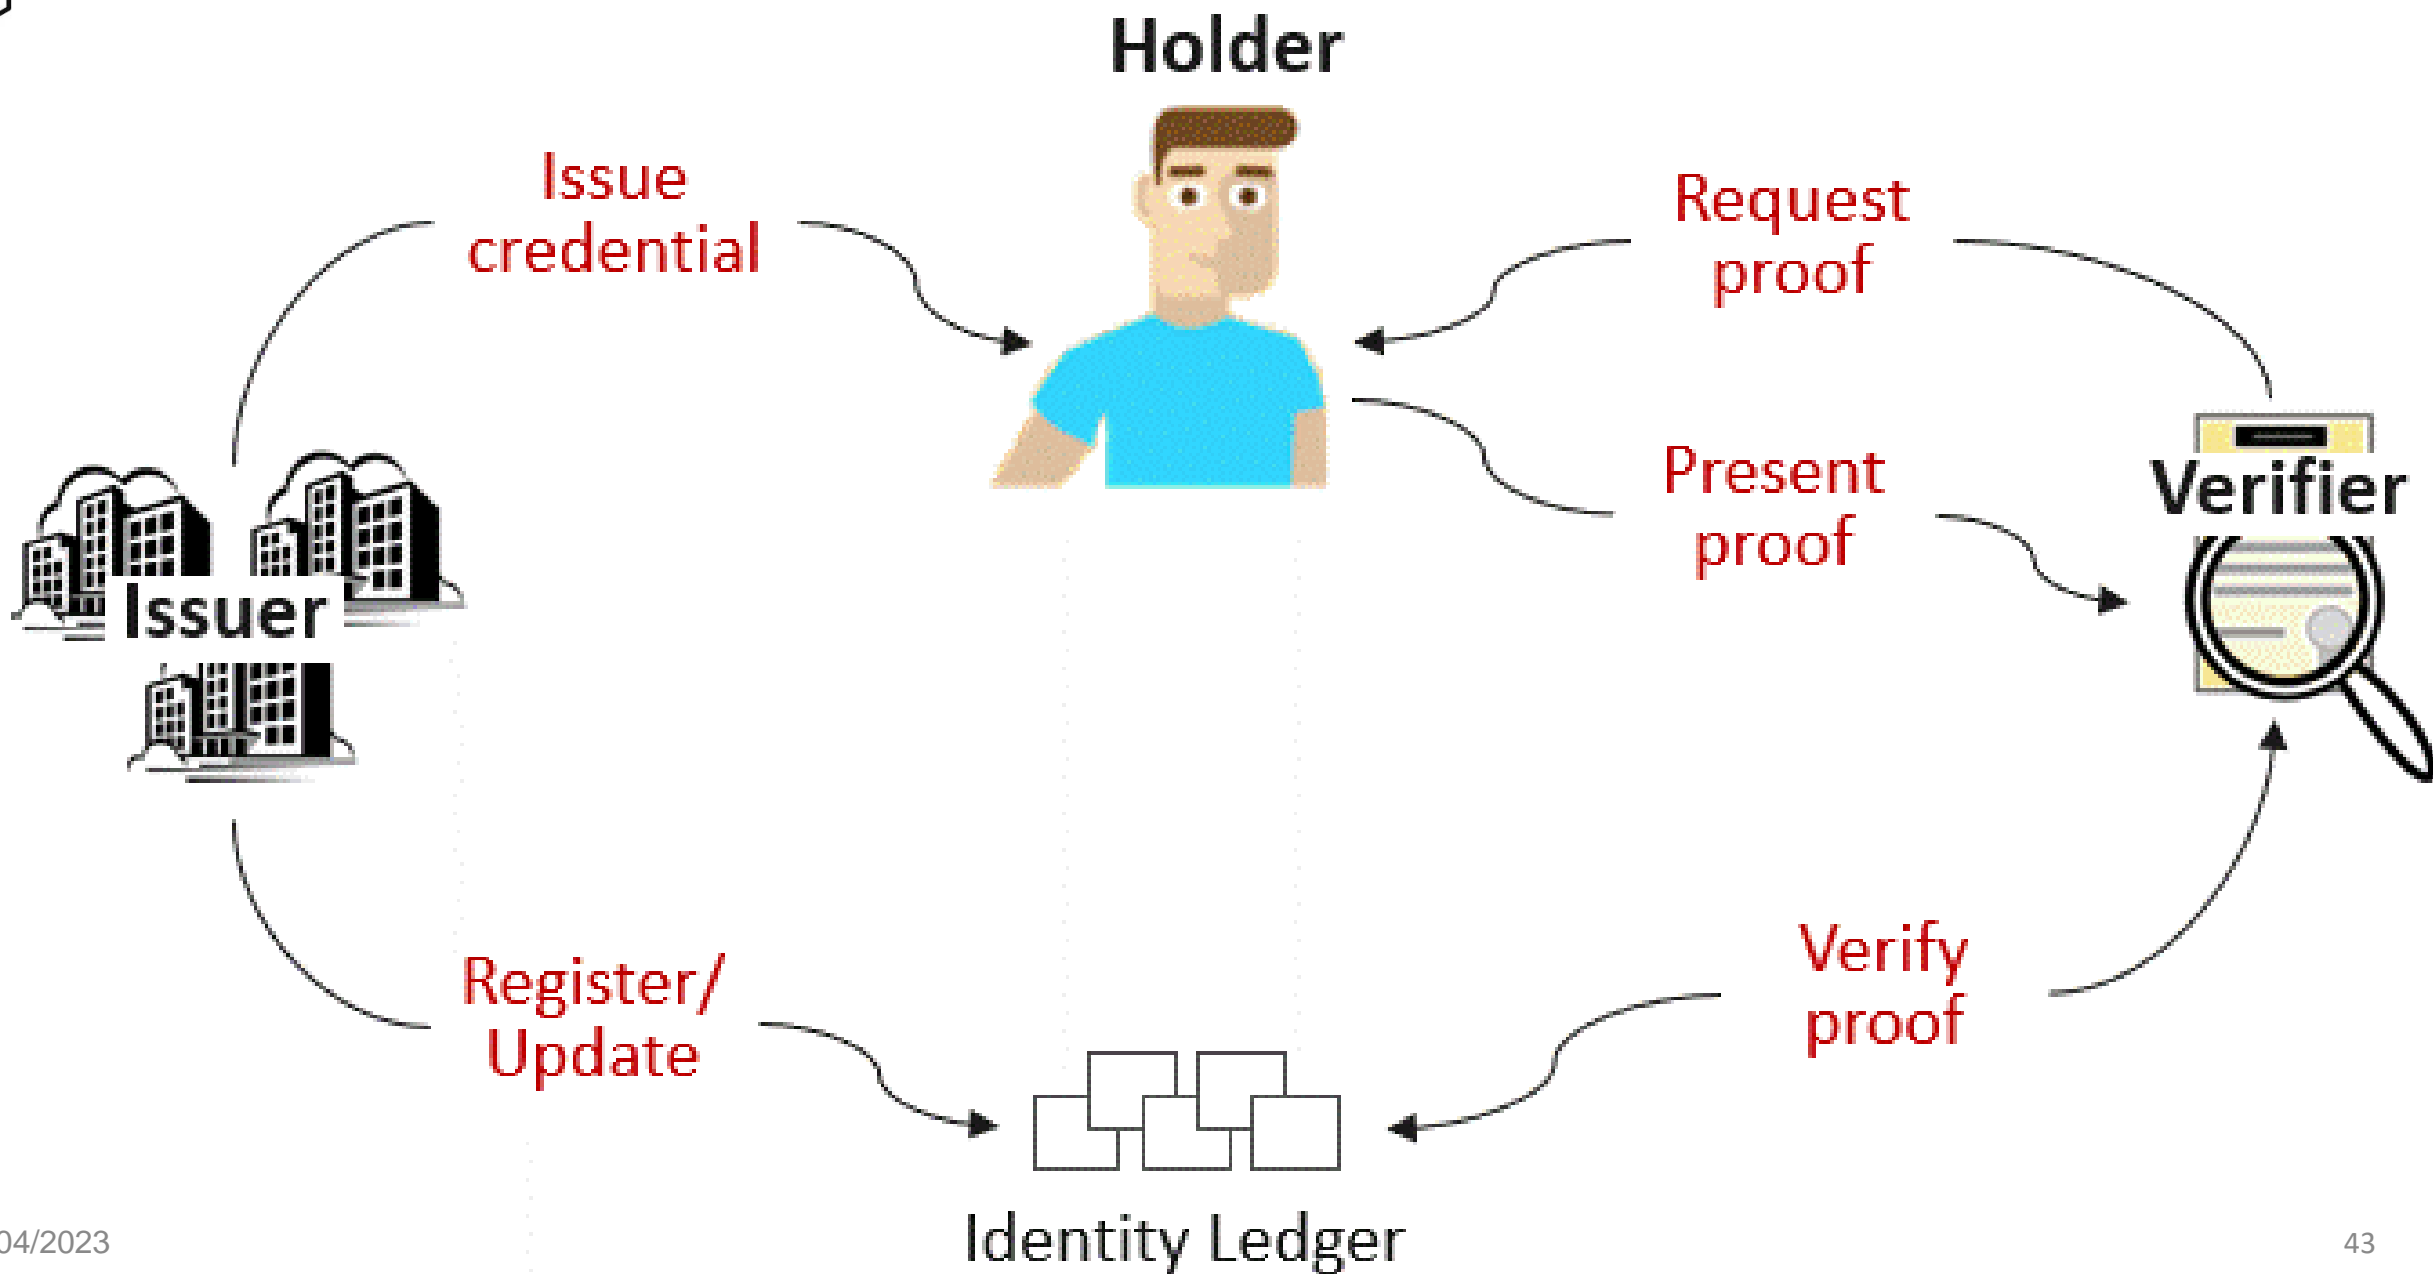 Holder
Issue
credential
Request
proof
Present
proof
Verifier
Issuer
Register/
Update
Verify
proof
Identity Ledger
04/2023
43